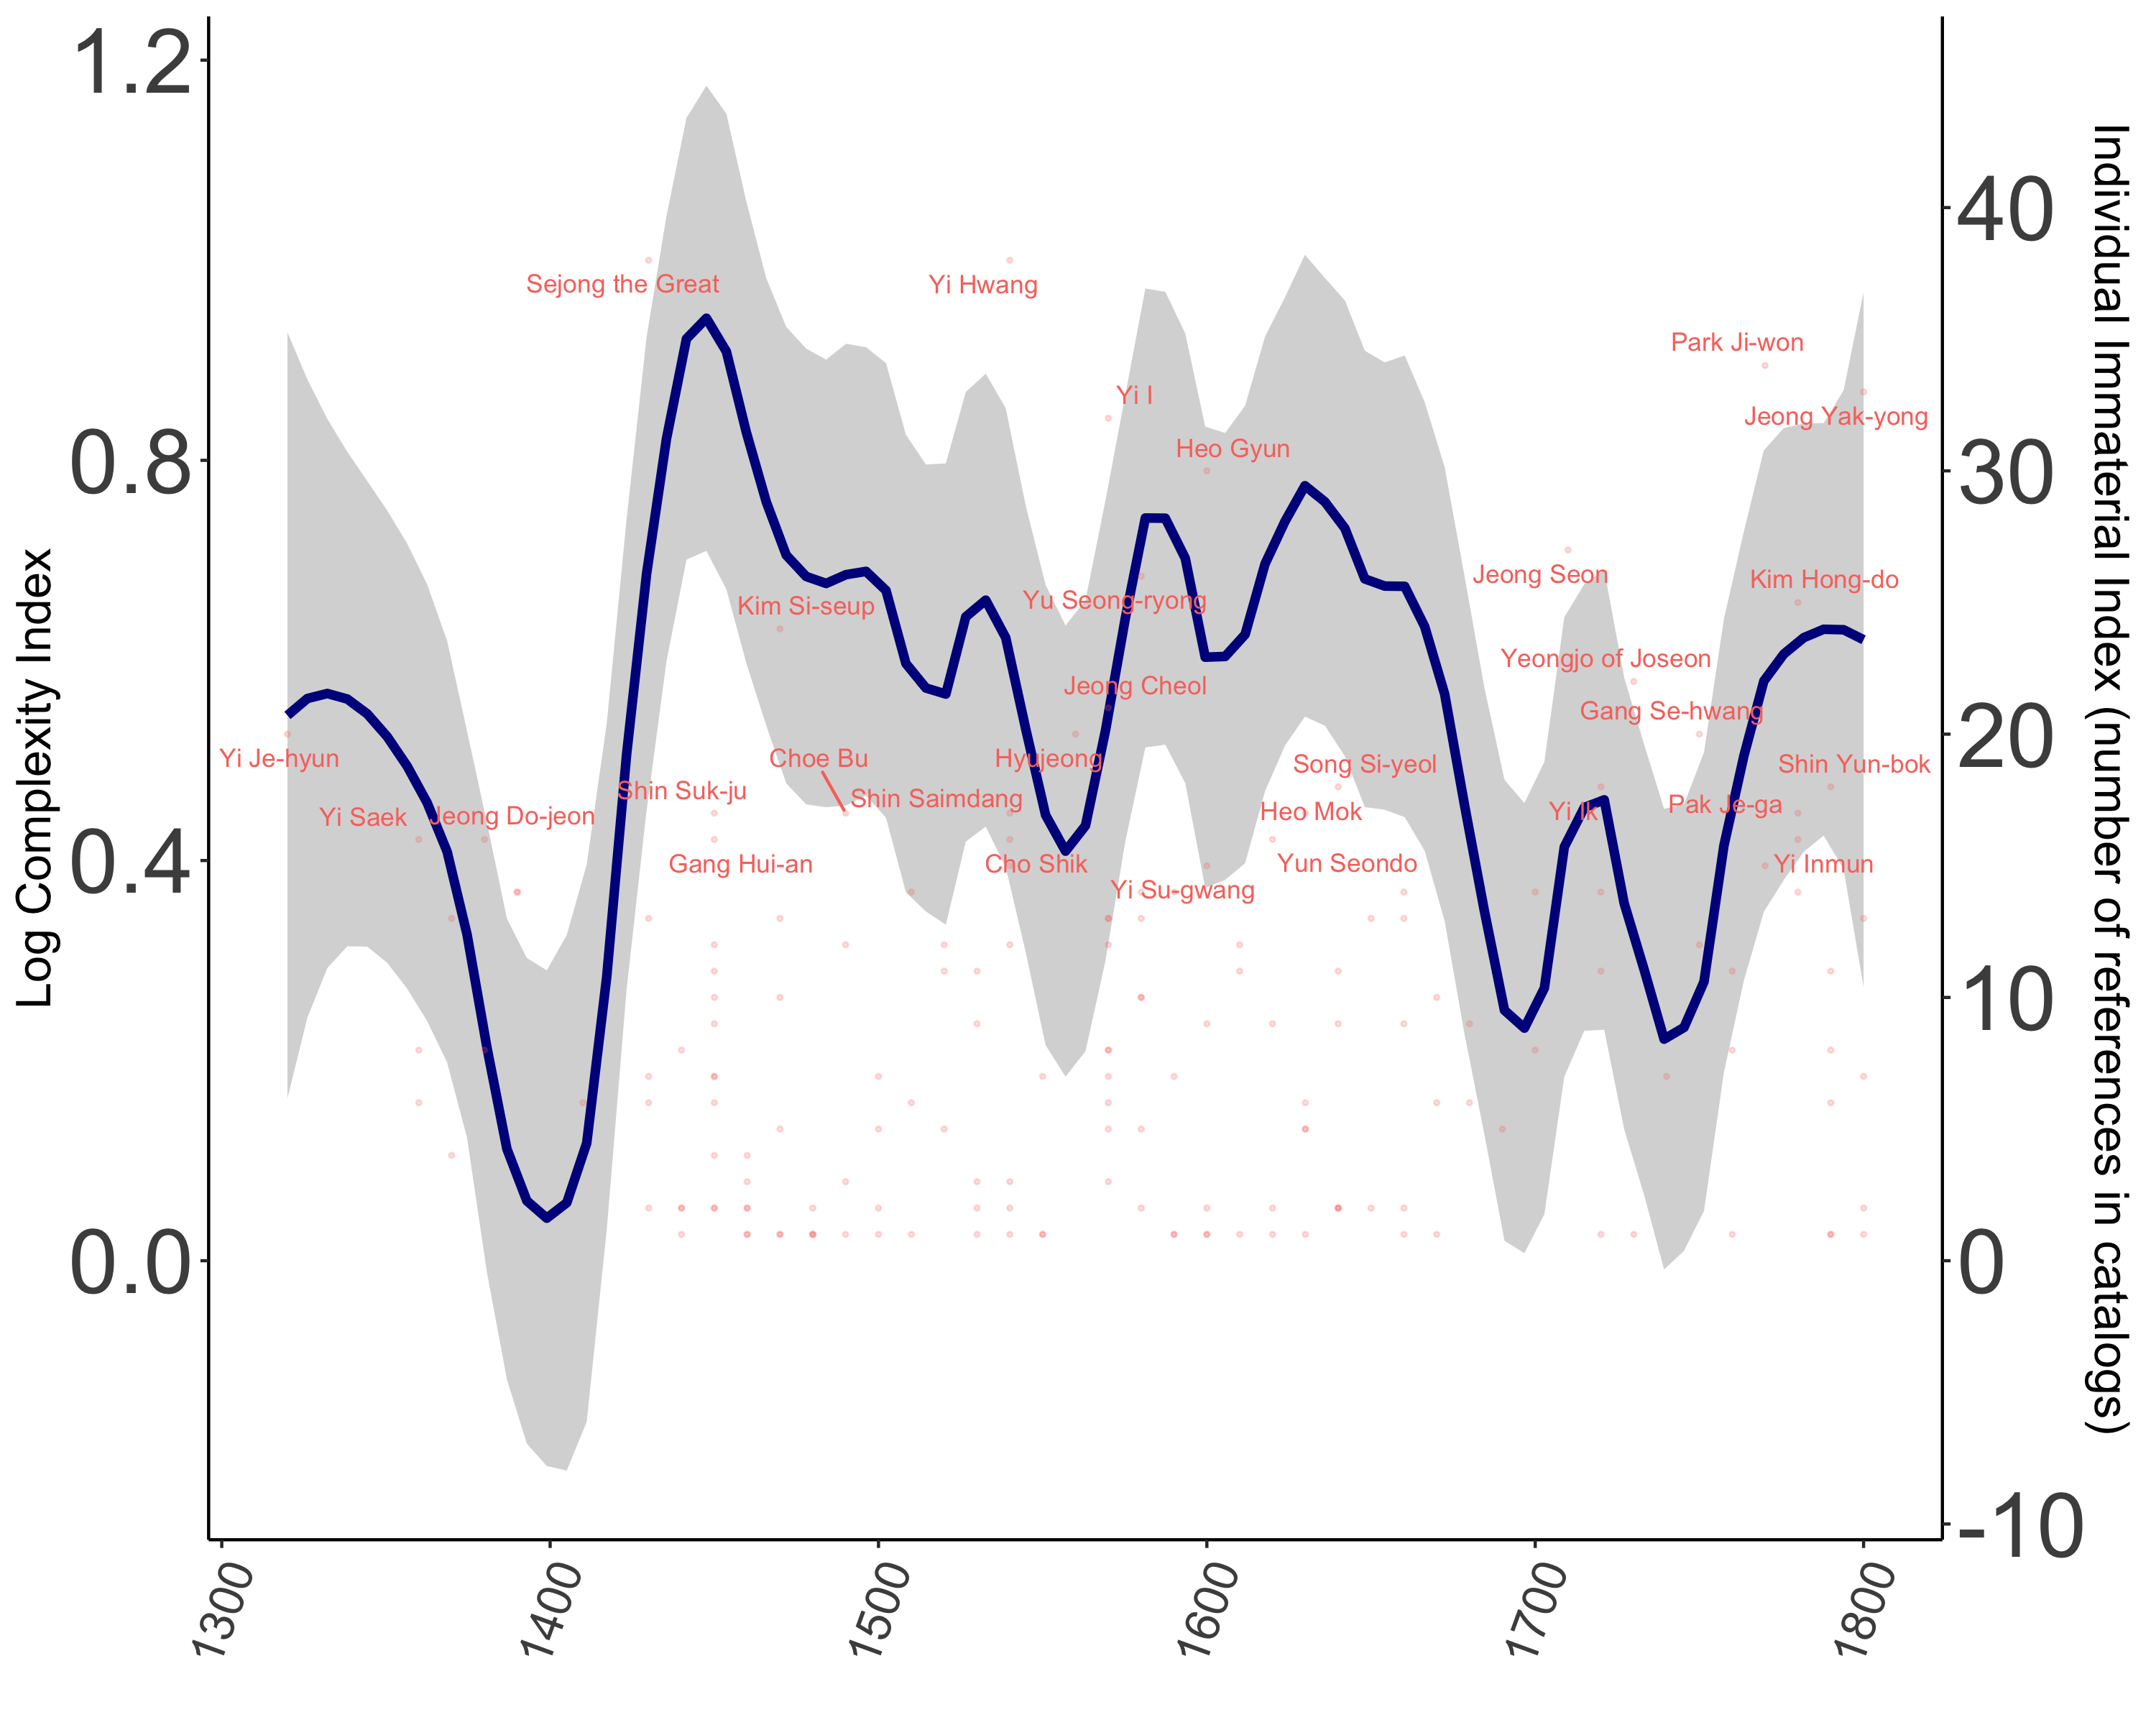 1.2
0.8
0.4
0.0
Log Complexity Index
40
30
20
10
0
-10
Individual Immaterial Index (number of references in catalogs)
1300
1400
1500
1600
1700
1800
Sejong the Great
Yi Hwang
Park Ji-won
Yi I
Jeong Yak-yong
Heo Gyun
Jeong Seon
Kim Hong-do
Kim Si-seup
Yu Seong-ryong
Yeongjo of Joseon
Jeong Cheol
Gang Se-hwang
Yi Je-hyun
Choe Bu
Hyujeong
Song Si-yeol
Shin Yun-bok
Shin Suk-ju
Shin Saimdang
Yi Saek
Jeong Do-jeon
Heo Mok
Yi Ik
Pak Je-ga
Gang Hui-an
Cho Shik
Yun Seondo
Yi Inmun
Yi Su-gwang